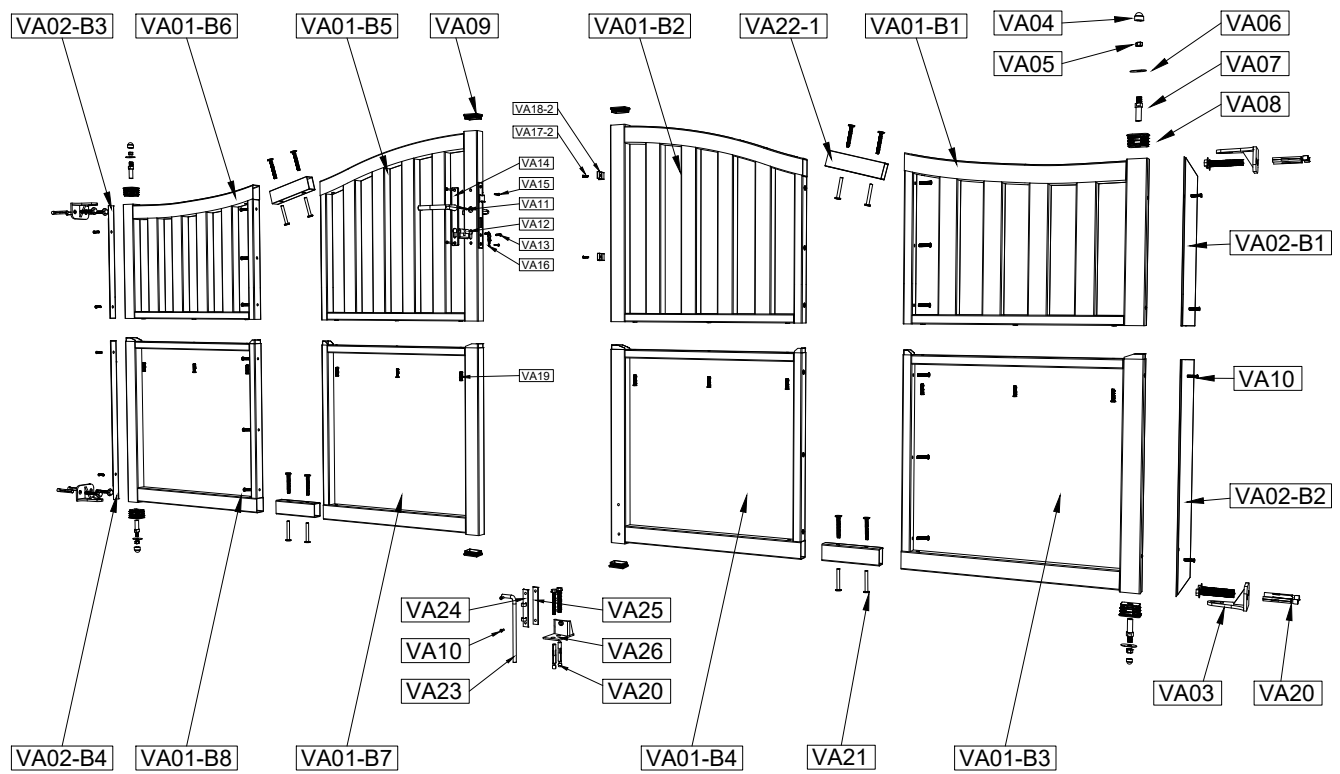 VA02-B3
VA01-B6
VA01-B5
VA09
VA01-B2
VA22-1
VA01-B1
VA04
VA05
VA06
VA07
VA08
VA18-2
VA17-2
VA14
VA15
VA11
VA12
VA13
VA16
VA02-B1
VA19
VA10
VA02-B2
VA24
VA25
VA10
VA26
VA23
VA20
VA03
VA20
VA02-B4
VA01-B8
VA01-B7
VA01-B4
VA21
VA01-B3